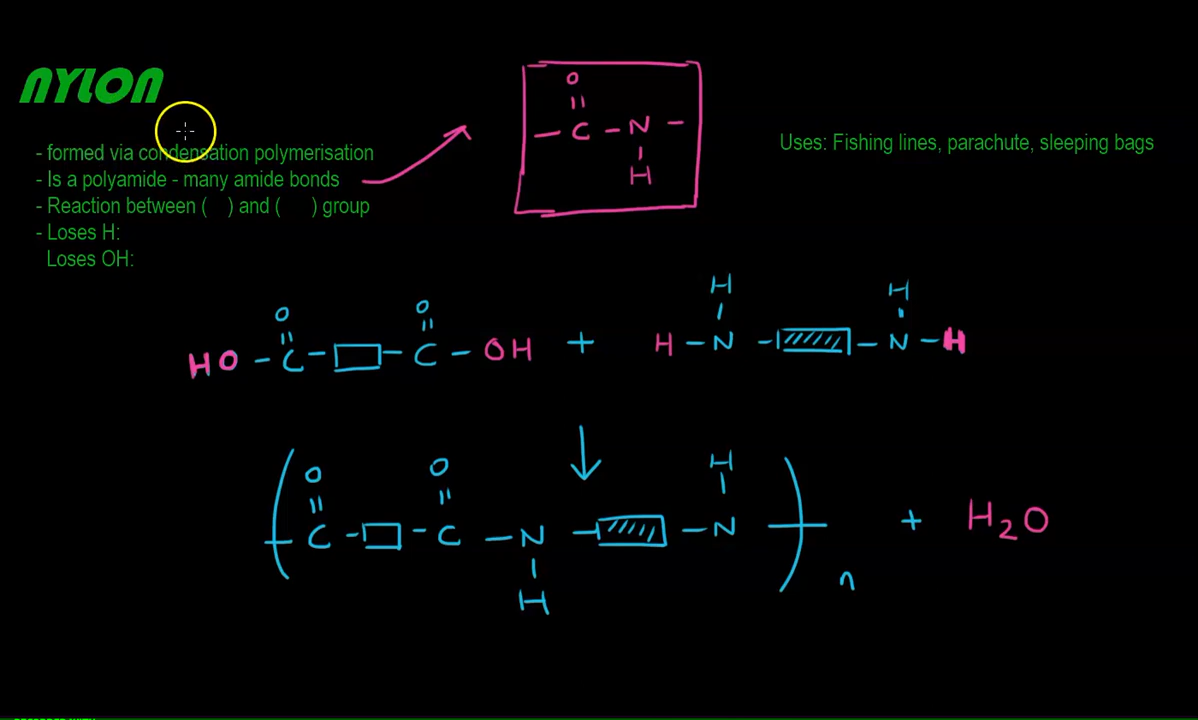 NYLON
- formed via condensation polymerisation
- Is a polyamide - many amide bonds
- Reaction between (   ) and (    ) group
- Loses H:
Loses OH:
O
||
– C – N –
|
H
Uses: Fishing lines, parachute, sleeping bags
O O H H
|| || | |
HO – C – – C – OH + H – N – – N – H
O O H
|| || |
( C – – C – N – – N ) n + H2O
|
H